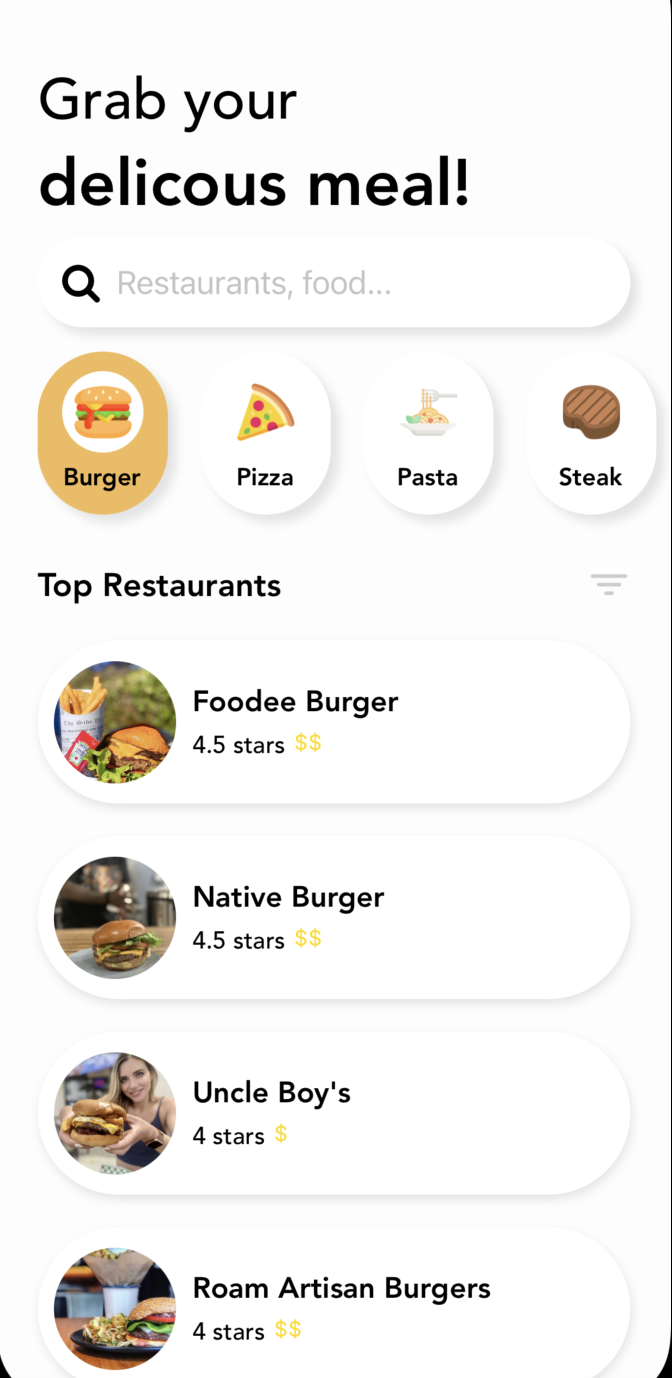 Grab your
delicous meal!
Restaurants, food...
Burger
Pizza
Pasta
Steak
Top Restaurants
Foodee Burger
4.5 stars $$
Native Burger
4.5 stars $$
Uncle Boy's
4 stars $
Roam Artisan Burgers
4 stars $$